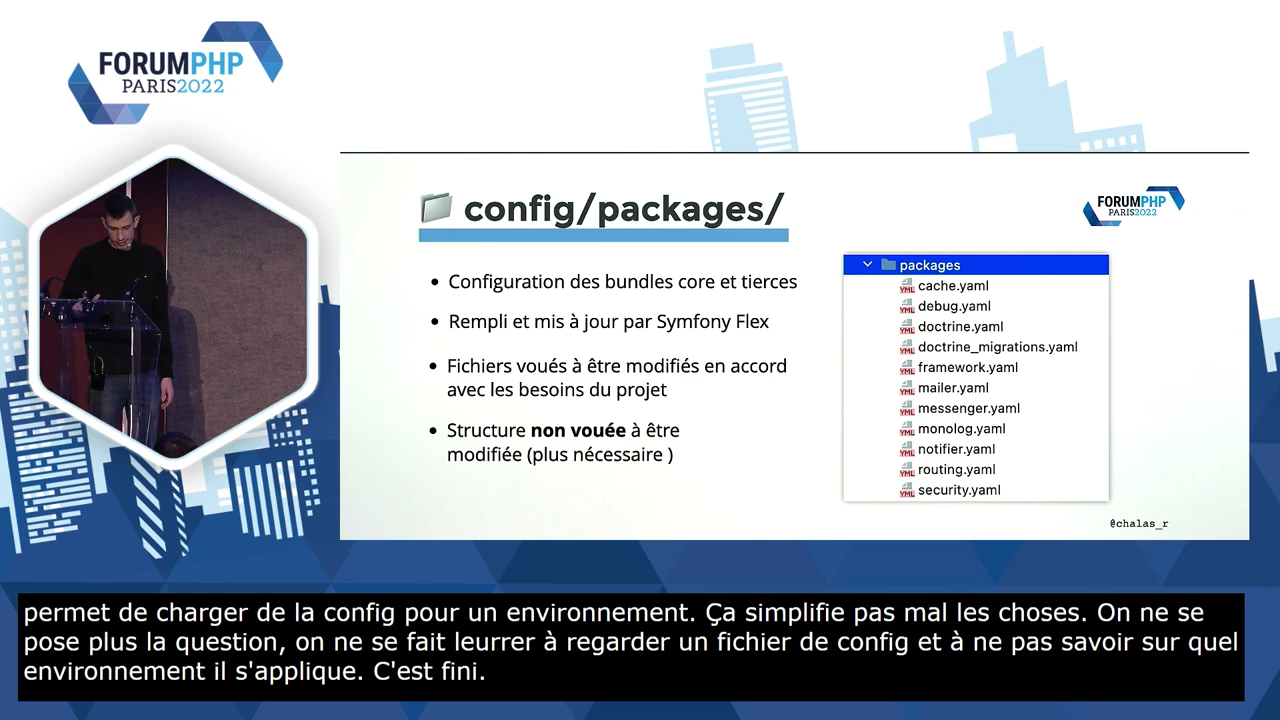 FORUMPHP
PARIS2022
config/packages/
FORUMPHP
PARIS2022
• Configuration des bundles core et tierces
• Rempli et mis à jour par Symfony Flex
• Fichiers voués à être modifiés en accord
avec les besoins du projet
• Structure non vouée à être
modifiée (plus nécessaire )
packages
cache.yaml
debug.yaml
doctrine.yaml
doctrine_migrations.yaml
framework.yaml
mailer.yaml
messenger.yaml
monolog.yaml
notifier.yaml
routing.yaml
security.yaml
@chalas_r
permet de charger de la config pour un environnement. Ça simplifie pas mal les choses. On ne se
pose plus la question, on ne se fait leurrer à regarder un fichier de config et à ne pas savoir sur quel
environnement il s'applique. C'est fini.